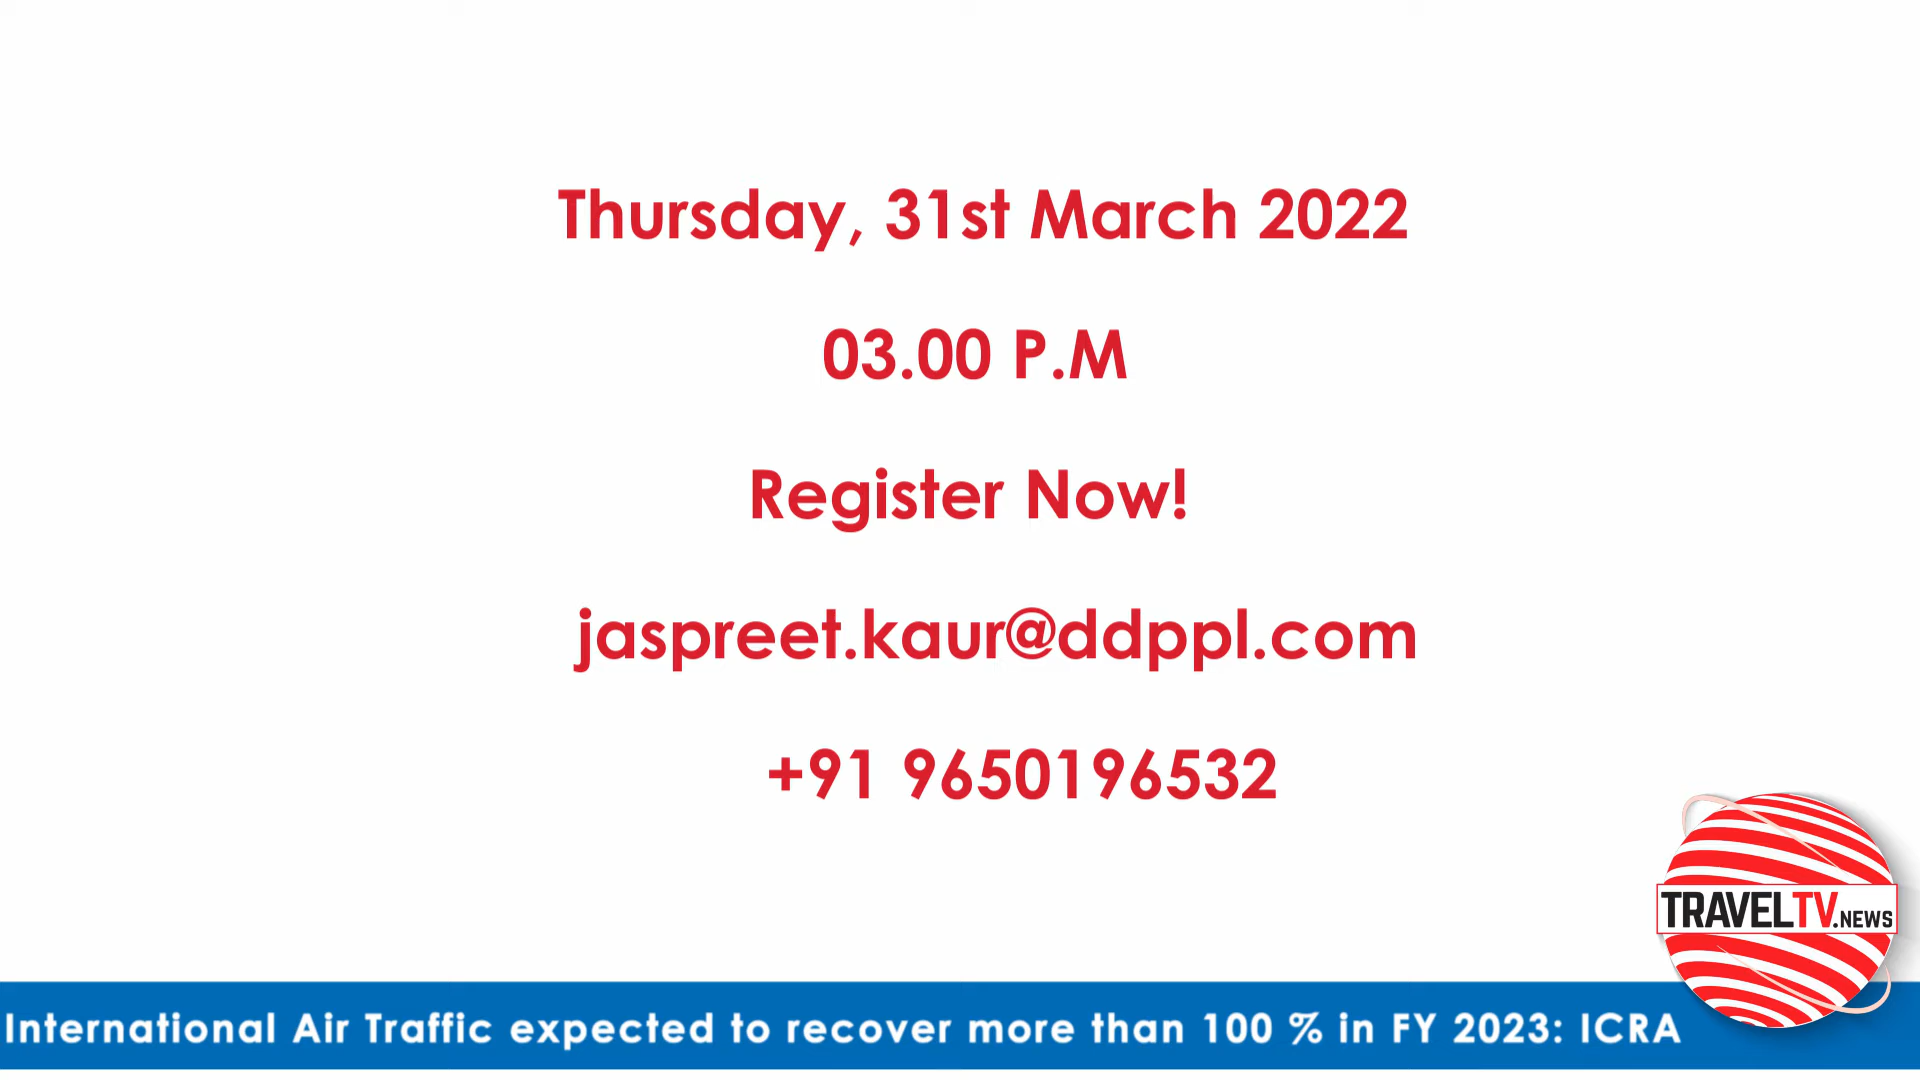 Thursday, 31st March 2022
03.00 P.M
Register Now!
jaspreet.kaur@ddppl.com
+91 9650196532
TRAVELTV.NEWS
International Air Traffic expected to recover more than 100 % in FY 2023: ICRA